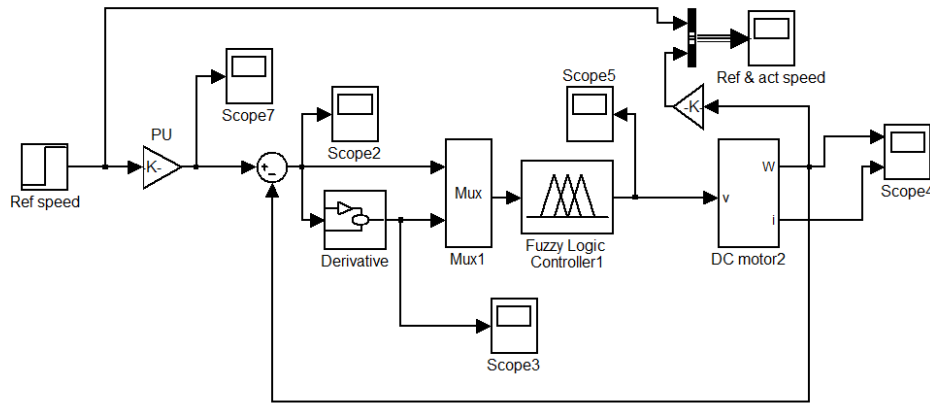 Ref & act speed
Scope5
-K-
Scope7
PU
Scope2
-K-
Ref speed
+
−
Mux
W
v
i
Scope4
Derivative
Mux1
Fuzzy Logic
Controller1
DC motor2
Scope3